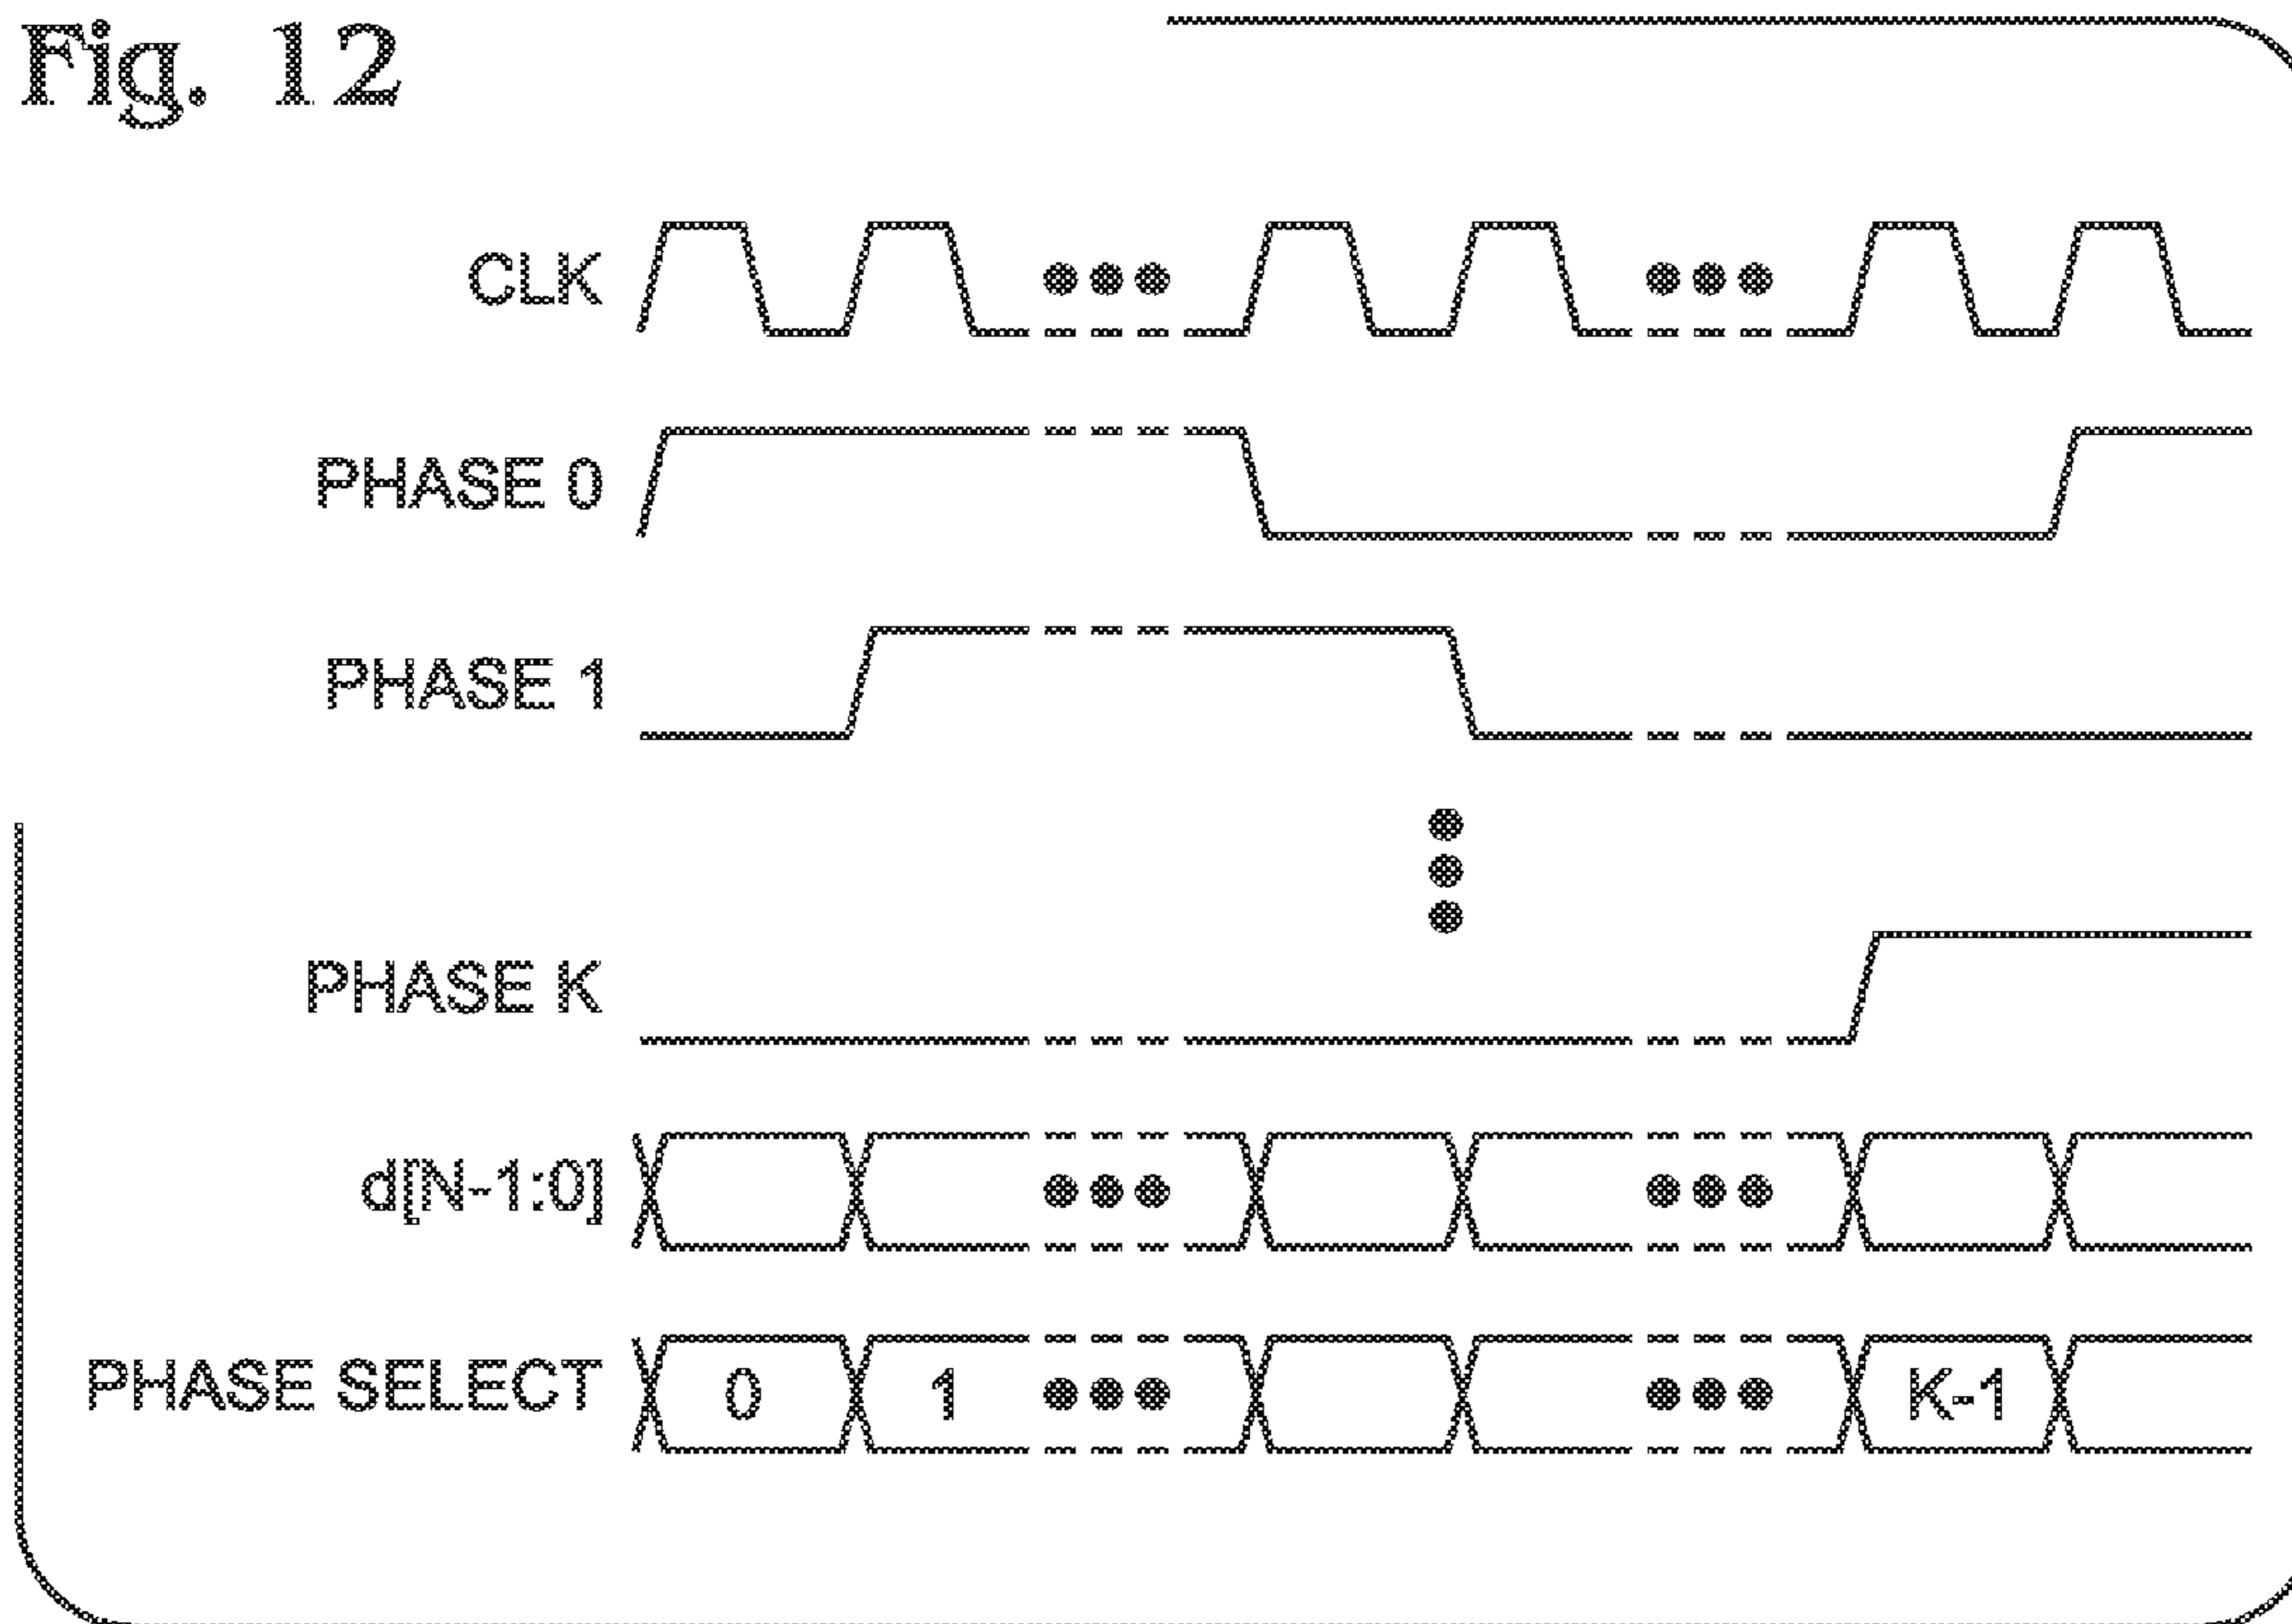 Fig. 12
CLK
PHASE 0
PHASE 1
PHASE K
d[N-1:0]
PHASE SELECT 0 1 K-1